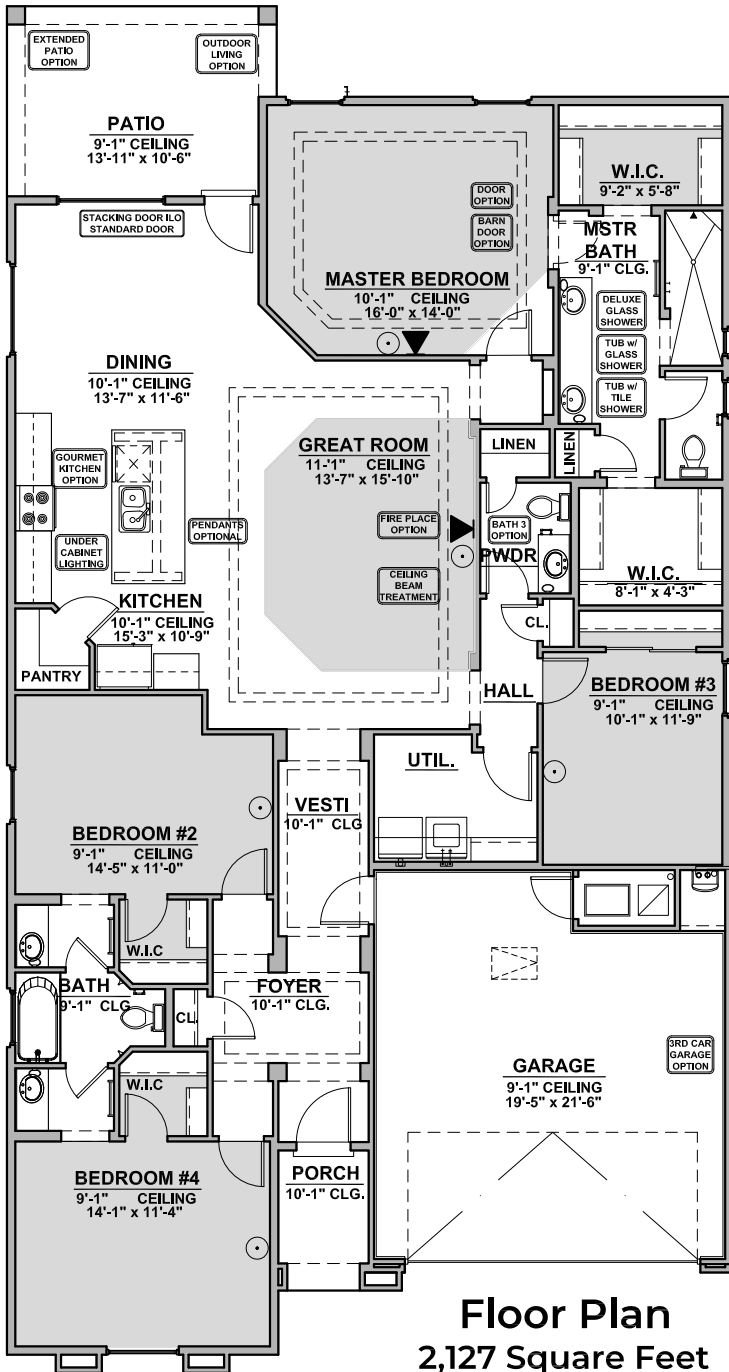 EXTENDED
PATIO
OPTION
OUTDOOR
LIVING
OPTION
PATIO
9'-1" CEILING
13'-11" x 10'-6"
STACKING DOOR ILO
STANDARD DOOR
W.I.C.
9'-2" x 5'-8"
DOOR
OPTION
BARN
DOOR
OPTION
MASTER BEDROOM
10'-1" CEILING
16'-0" x 14'-0"
MSTR
BATH
9'-1" CLG.
DELUXE
GLASS
SHOWER
TUB w/
GLASS
SHOWER
TUB w/
TILE
SHOWER
DINING
10'-1" CEILING
13'-7" x 11'-6"
GREAT ROOM
11-'1" CEILING
13'-7" x 15'-10"
LINEN
LINEN
GOURMET
KITCHEN
OPTION
UNDER
CABINET
LIGHTING
PENDANTS
OPTIONAL
FIRE PLACE
OPTION
CEILING
BEAM
TREATMENT
BATH 3
OPTION
PWDR
W.I.C.
8'-1" x 4'-3"
KITCHEN
10'-1" CEILING
15'-3" x 10'-9"
PANTRY
CL.
HALL
BEDROOM #3
9'-1" CEILING
10'-1" x 11'-9"
UTIL.
VESTI
10'-1" CLG
BEDROOM #2
9'-1" CEILING
14'-5" x 11'-0"
W.I.C
BATH
9'-1" CLG
CL.
FOYER
10'-1" CLG.
W.I.C
3RD CAR
GARAGE
OPTION
GARAGE
9'-1" CEILING
19'-5" x 21'-6"
BEDROOM #4
9'-1" CEILING
14'-1" x 11'-4"
PORCH
10'-1" CLG.
Floor Plan
2,127 Square Feet